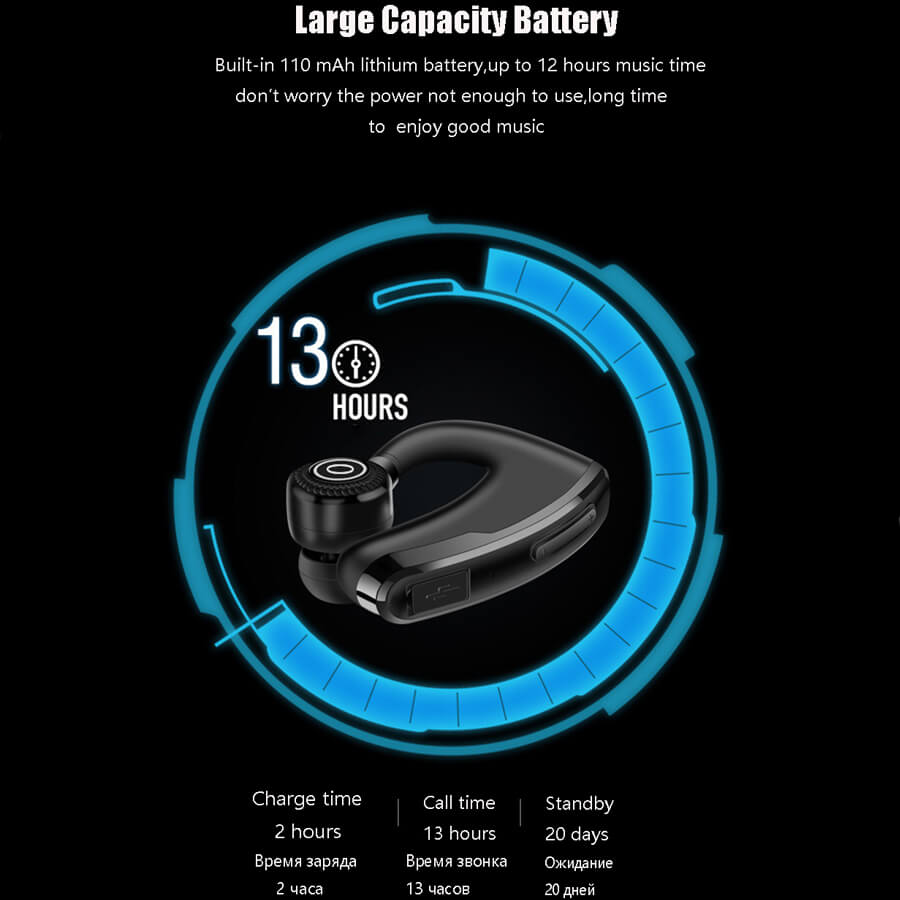 Large Capacity Battery
Built-in 110 mAh lithium battery,up to 12 hours music time
don't worry the power not enough to use,long time
to enjoy good music
13
HOURS
Charge time
Call time
Standby
2 hours
13 hours
20 days
Время заряда
Время звонка
Ожидание
2 часа
13 часов
20 дней